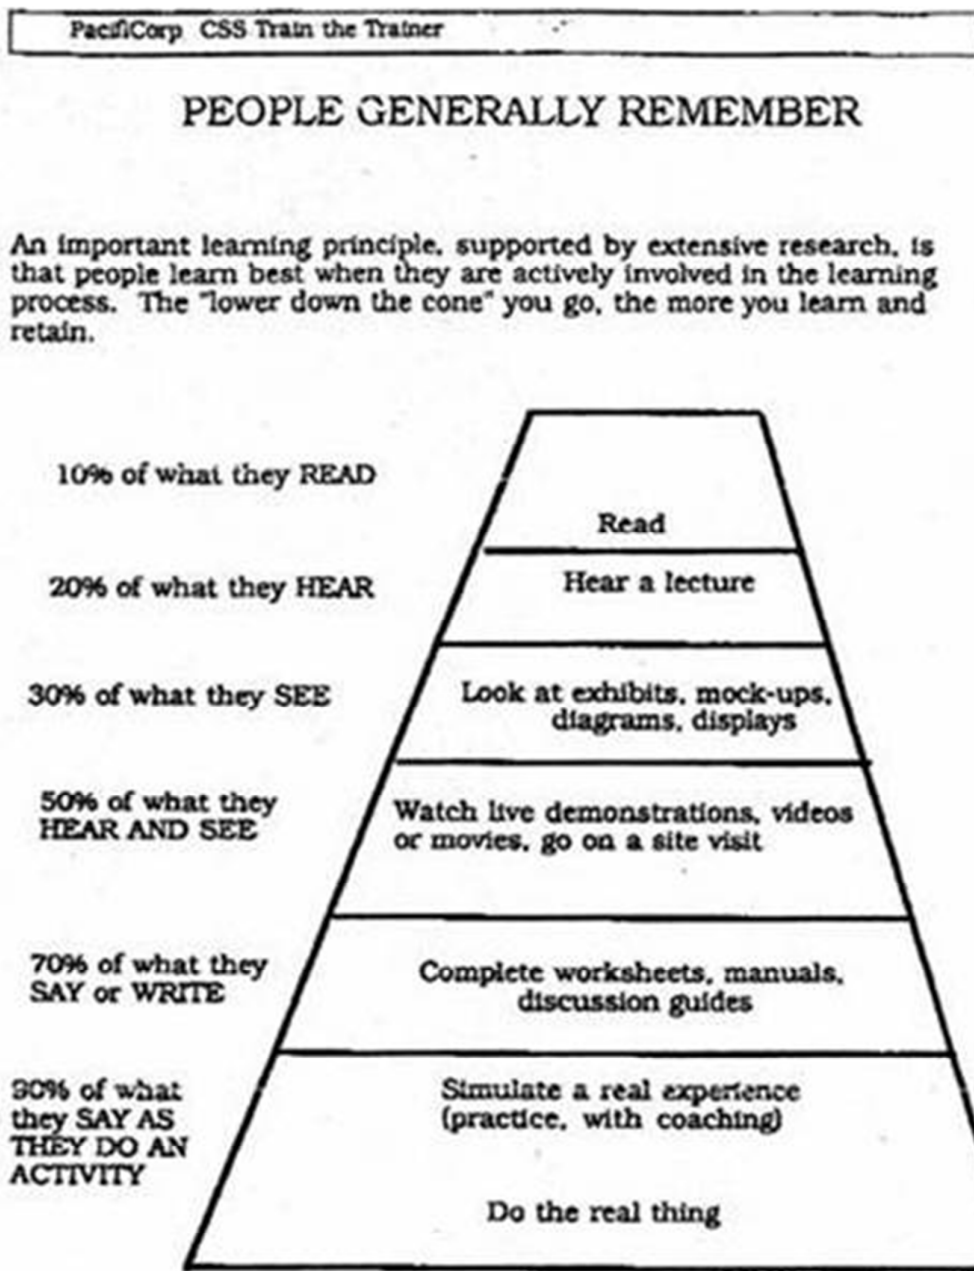 PacifiCorp CSS Train the Trainer
PEOPLE GENERALLY REMEMBER
An important learning principle, supported by extensive research, is
that people learn best when they are actively involved in the learning
process. The "lower down the cone" you go, the more you learn and
retain.
10% of what they READ
Read
20% of what they HEAR
Hear a lecture
30% of what they SEE
Look at exhibits, mock-ups,
diagrams, displays
50% of what they
HEAR AND SEE
Watch live demonstrations, videos
or movies, go on a site visit
70% of what they
SAY or WRITE
Complete worksheets, manuals,
discussion guides
90% of what
they SAY AS
THEY DO AN
ACTIVITY
Simulate a real experience
(practice, with coaching)
Do the real thing